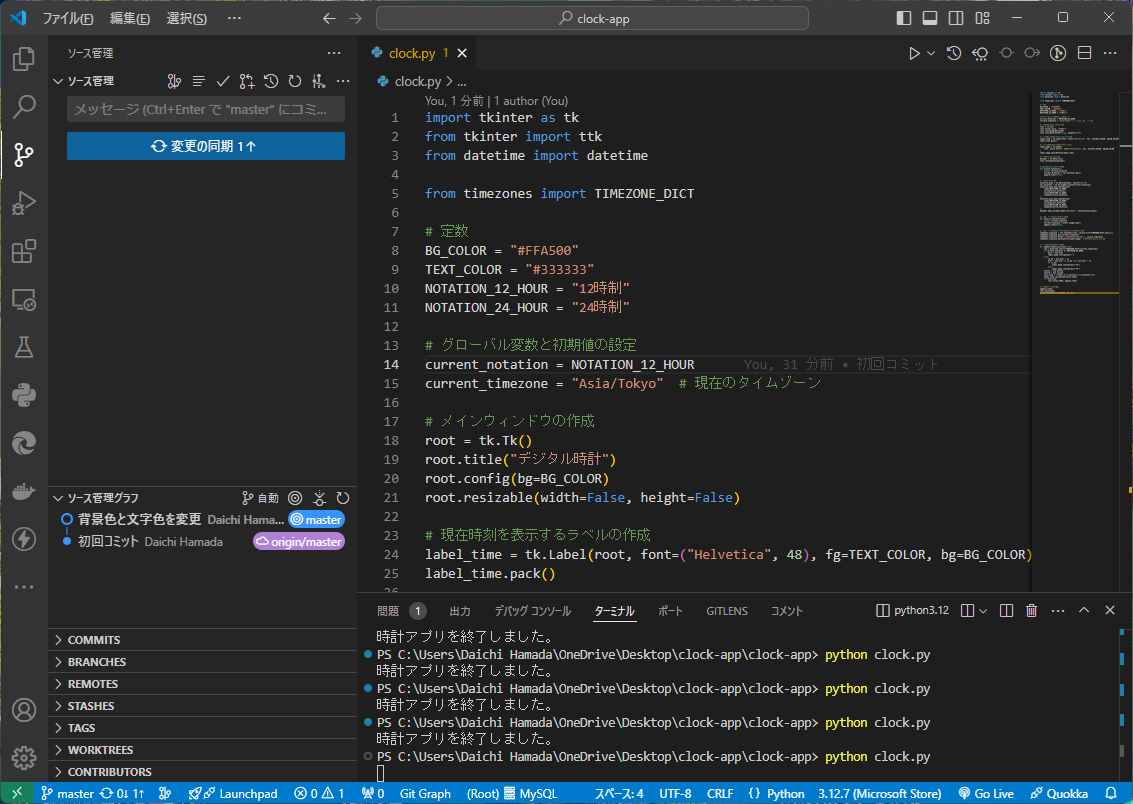 ファイル(F) 編集(E) 選択(S) … clock-app
ソース管理 …
ソース管理 …
メッセージ (Ctrl+Enter で "master" にコミ...
変更の同期 1↑
ソース管理グラフ 自動
背景色と文字色を変更 Daichi Hama... master
初回コミット Daichi Hamada origin/master
COMMITS
BRANCHES
REMOTES
STASHES
TAGS
WORKTREES
CONTRIBUTORS
clock.py 1
clock.py > ...
You, 1 分前 | 1 author (You)
1 import tkinter as tk
2 from tkinter import ttk
3 from datetime import datetime
4
5 from timezones import TIMEZONE_DICT
6
7 # 定数
8 BG_COLOR = "#FFA500"
9 TEXT_COLOR = "#333333"
10 NOTATION_12_HOUR = "12時制"
11 NOTATION_24_HOUR = "24時制"
12
13 # グローバル変数と初期値の設定
14 current_notation = NOTATION_12_HOUR You, 31 分前 • 初回コミット
15 current_timezone = "Asia/Tokyo" # 現在のタイムゾーン
16
17 # メインウィンドウの作成
18 root = tk.Tk()
19 root.title("デジタル時計")
20 root.config(bg=BG_COLOR)
21 root.resizable(width=False, height=False)
22
23 # 現在時刻を表示するラベルの作成
24 label_time = tk.Label(root, font=("Helvetica", 48), fg=TEXT_COLOR, bg=BG_COLOR)
25 label_time.pack()
26
問題 1 出力 デバッグ コンソール ターミナル ポート GITLENS コメント python3.12 …
時計アプリを終了しました。
PS C:\Users\Daichi Hamada\OneDrive\Desktop\clock-app\clock-app> python clock.py
時計アプリを終了しました。
PS C:\Users\Daichi Hamada\OneDrive\Desktop\clock-app\clock-app> python clock.py
時計アプリを終了しました。
PS C:\Users\Daichi Hamada\OneDrive\Desktop\clock-app\clock-app> python clock.py
時計アプリを終了しました。
PS C:\Users\Daichi Hamada\OneDrive\Desktop\clock-app\clock-app> python clock.py
master 0↓ 1↑ Launchpad 0 1 0 Git Graph (Root) MySQL スペース: 4 UTF-8 CRLF {} Python 3.12.7 (Microsoft Store) Go Live Quokka